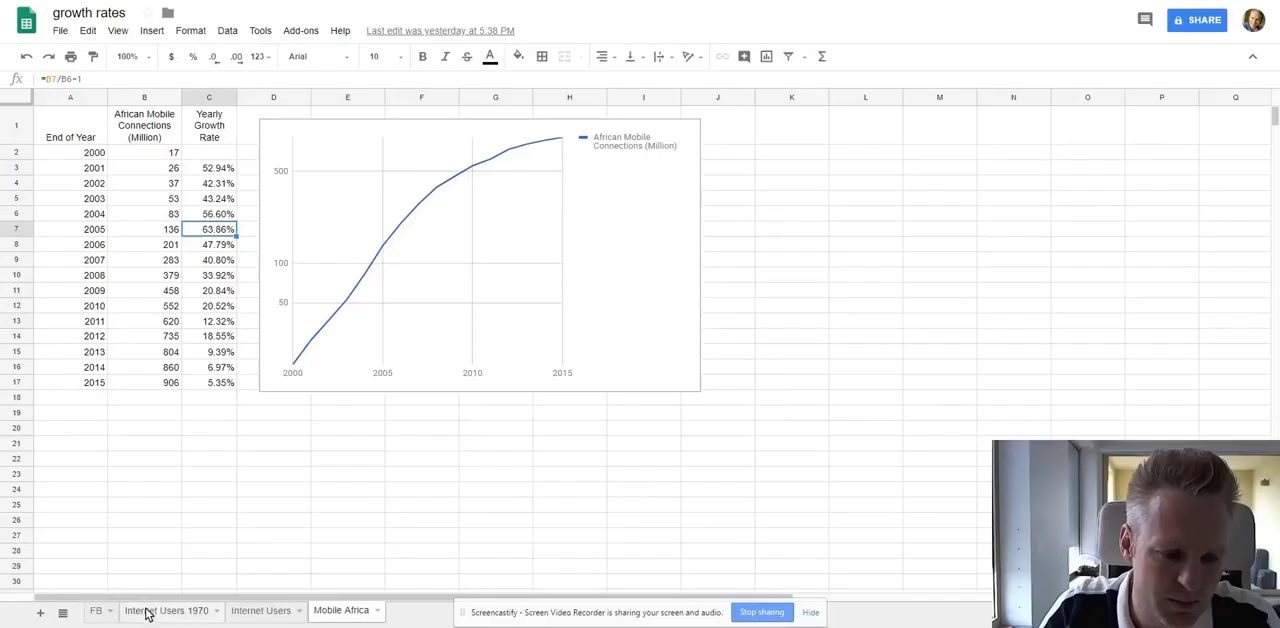 growth rates
File Edit View Insert Format Data Tools Add-ons Help Last edit was yesterday at 5:38 PM
SHARE
100% $ % .0 .00 123 Arial 10 B I S A Σ
fx =B7/B6-1
A B C D E F G H I J K L M N O P Q
1 End of Year African Mobile Connections (Million) Yearly Growth Rate
2 2000 17
3 2001 26 52.94%
4 2002 37 42.31%
5 2003 53 43.24%
6 2004 83 56.60%
7 2005 136 63.86%
8 2006 201 47.79%
9 2007 283 40.80%
10 2008 379 33.92%
11 2009 458 20.84%
12 2010 552 20.52%
13 2011 620 12.32%
14 2012 735 18.55%
15 2013 804 9.39%
16 2014 860 6.97%
17 2015 906 5.35%
18
19
20
21
22
23
24
25
26
27
28
29
30
African Mobile
Connections (Million)
500
100
50
2000 2005 2010 2015
FB Internet Users 1970 Internet Users Mobile Africa
Screencastify - Screen Video Recorder is sharing your screen and audio. Stop sharing Hide